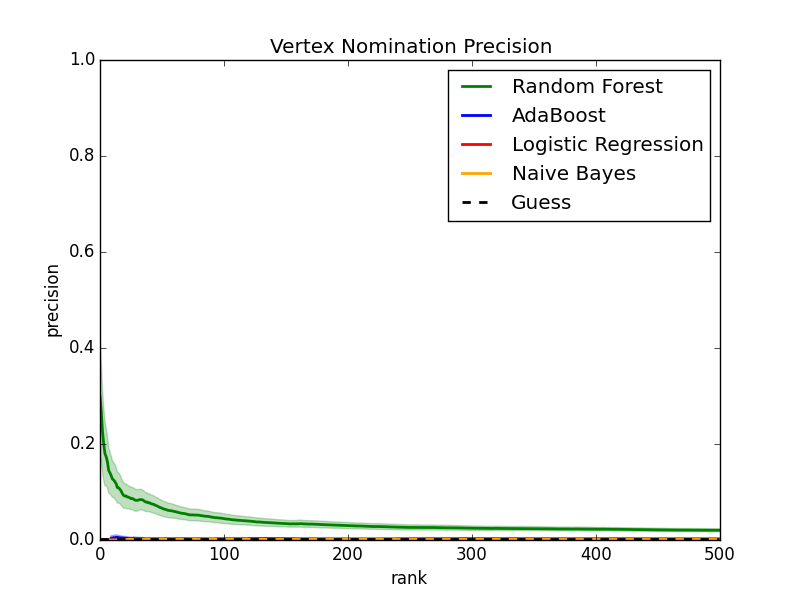 Vertex Nomination Precision
1.0
0.8
0.6
0.4
0.2
0.0
precision
Random Forest
AdaBoost
Logistic Regression
Naive Bayes
Guess
0 100 200 300 400 500
rank